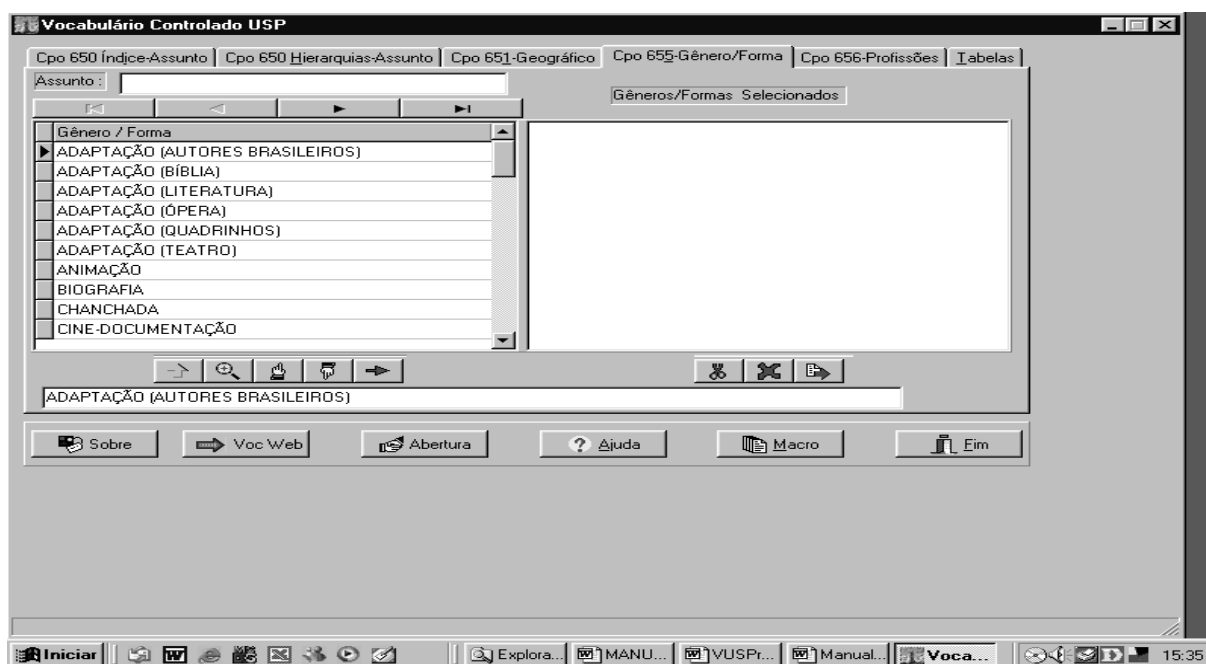 Vocabulário Controlado USP
Cpo 650 Índice-Assunto Cpo 650 Hierarquias-Assunto Cpo 651-Geográfico Cpo 655-Gênero/Forma Cpo 656-Profissões Tabelas
Assunto :
Gêneros/Formas Selecionados
Gênero / Forma
ADAPTAÇÃO (AUTORES BRASILEIROS)
ADAPTAÇÃO (BÍBLIA)
ADAPTAÇÃO (LITERATURA)
ADAPTAÇÃO (ÓPERA)
ADAPTAÇÃO (QUADRINHOS)
ADAPTAÇÃO (TEATRO)
ANIMAÇÃO
BIOGRAFIA
CHANCHADA
CINE-DOCUMENTAÇÃO
ADAPTAÇÃO (AUTORES BRASILEIROS)
Sobre Voc Web Abertura ? Ajuda Macro Fim
Iniciar Explora... MANU... VUSPr... Manual... Voca... 15:35